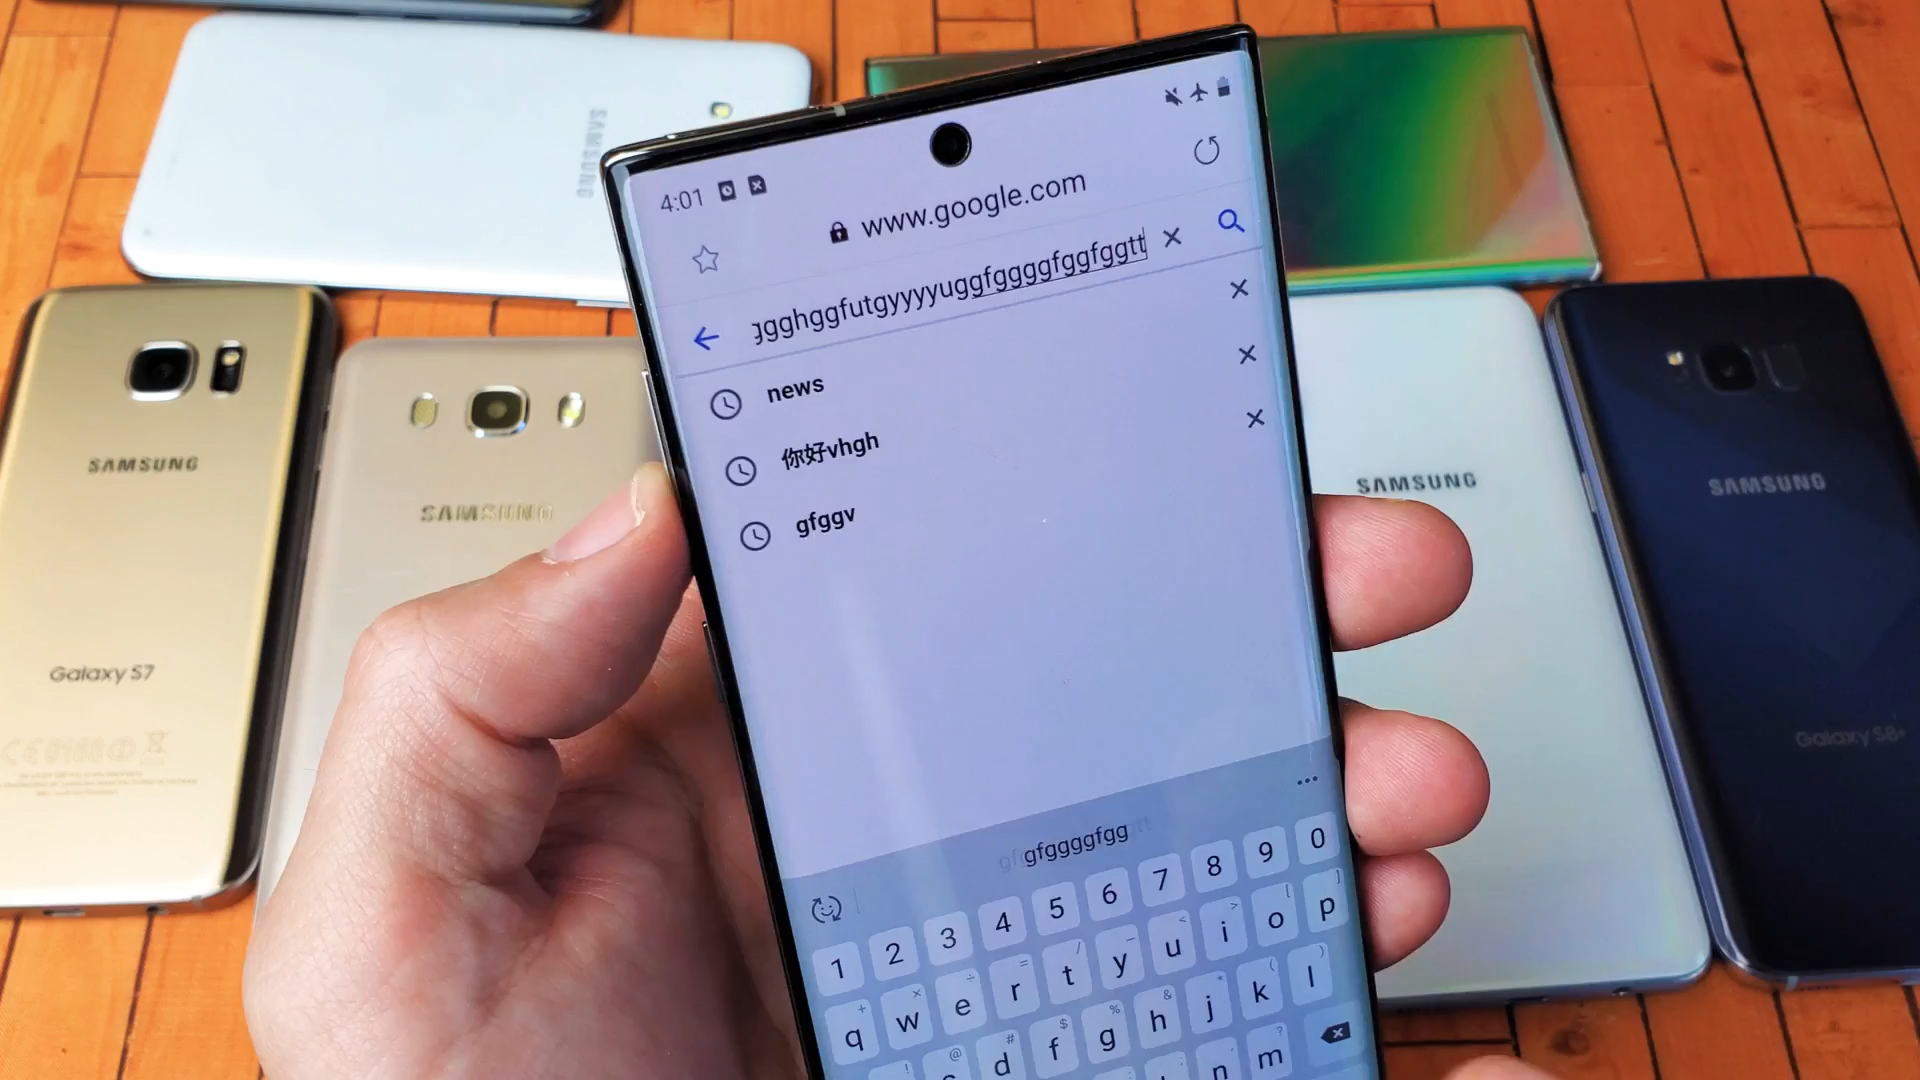 SAMSUNG
4:01
www.google.com
ggghggfutgyyyyuggfggggfggfggtt
news
你好vhgh
gfggv
gfggggfgg
1 2 3 4 5 6 7 8 9 0
q w e r t y u i o p
d f g h j k l
n m
SAMSUNG
Galaxy S7
SAMSUNG
SAMSUNG
SAMSUNG
Galaxy S8+